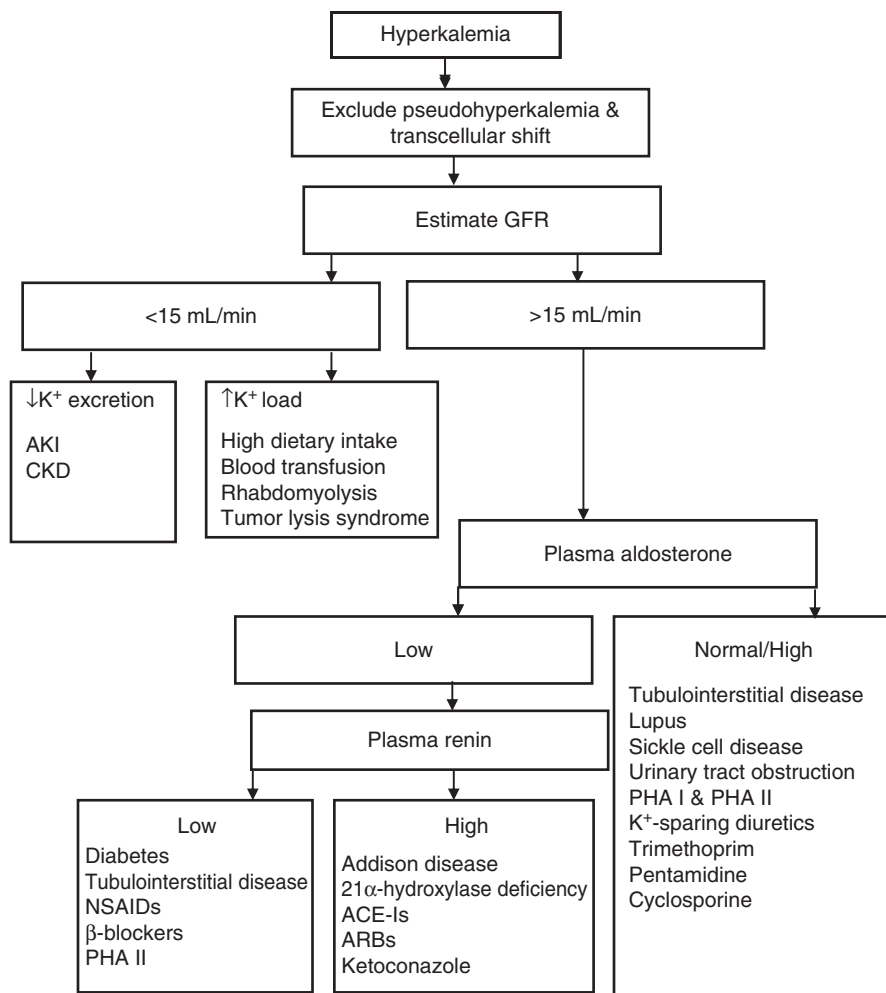 Hyperkalemia
Exclude pseudohyperkalemia &
transcellular shift
Estimate GFR
<15 mL/min
>15 mL/min
↓K⁺ excretion
AKI
CKD
↑K⁺ load
High dietary intake
Blood transfusion
Rhabdomyolysis
Tumor lysis syndrome
Plasma aldosterone
Low
Normal/High
Tubulointerstitial disease
Lupus
Sickle cell disease
Urinary tract obstruction
PHA I & PHA II
K⁺-sparing diuretics
Trimethoprim
Pentamidine
Cyclosporine
Plasma renin
Low
Diabetes
Tubulointerstitial disease
NSAIDs
β-blockers
PHA II
High
Addison disease
21α-hydroxylase deficiency
ACE-Is
ARBs
Ketoconazole